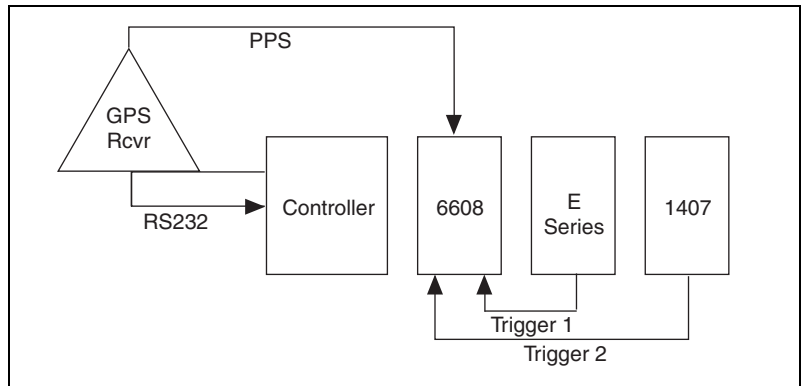 PPS
GPS
Rcvr
RS232
Controller
6608
E
Series
1407
Trigger 1
Trigger 2